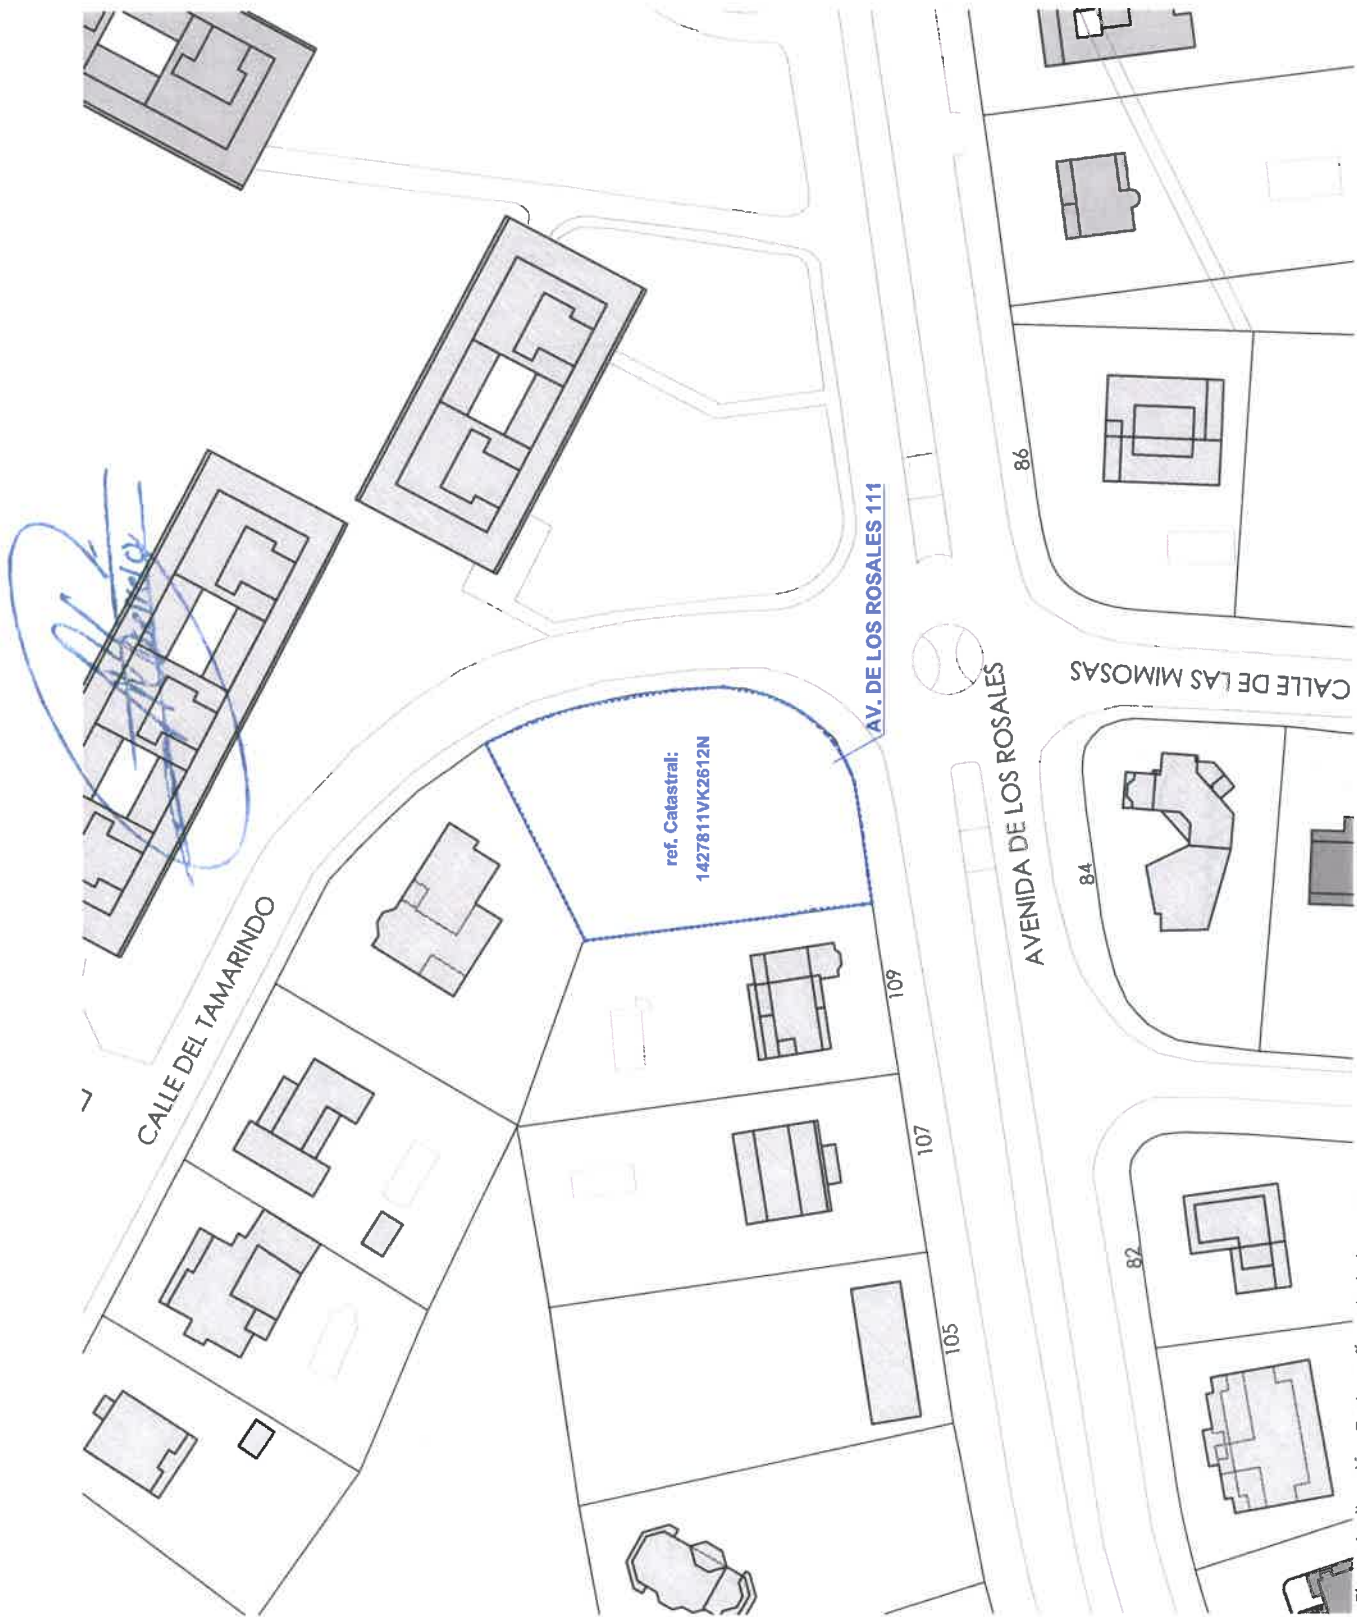 CALLE DEL TAMARINDO
ref. Catastral:
1427811VK2612N
AV. DE LOS ROSALES 111
AVENIDA DE LOS ROSALES
CALLE DE LAS MIMOSAS
109
107
105
86
84
82